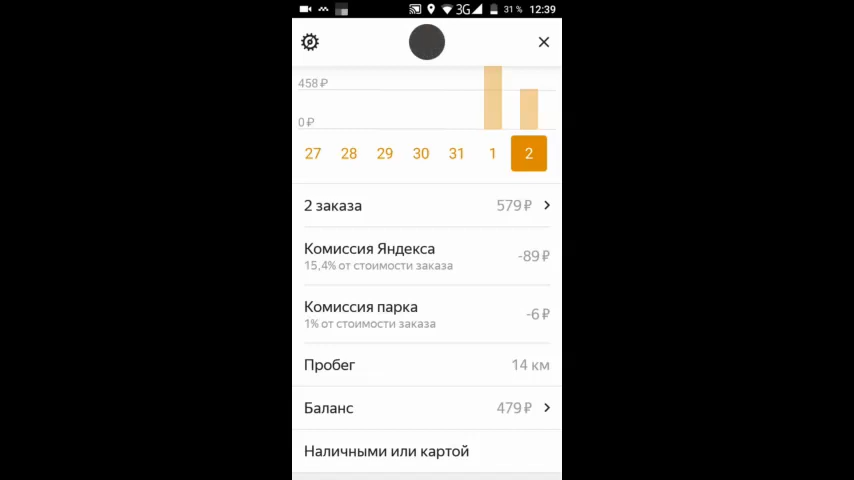 3G 31 % 12:39
458 ₽
0 ₽
27 28 29 30 31 1 2
2 заказа 579 ₽
Комиссия Яндекса -89 ₽
15,4% от стоимости заказа
Комиссия парка -6 ₽
1% от стоимости заказа
Пробег 14 км
Баланс 479 ₽
Наличными или картой